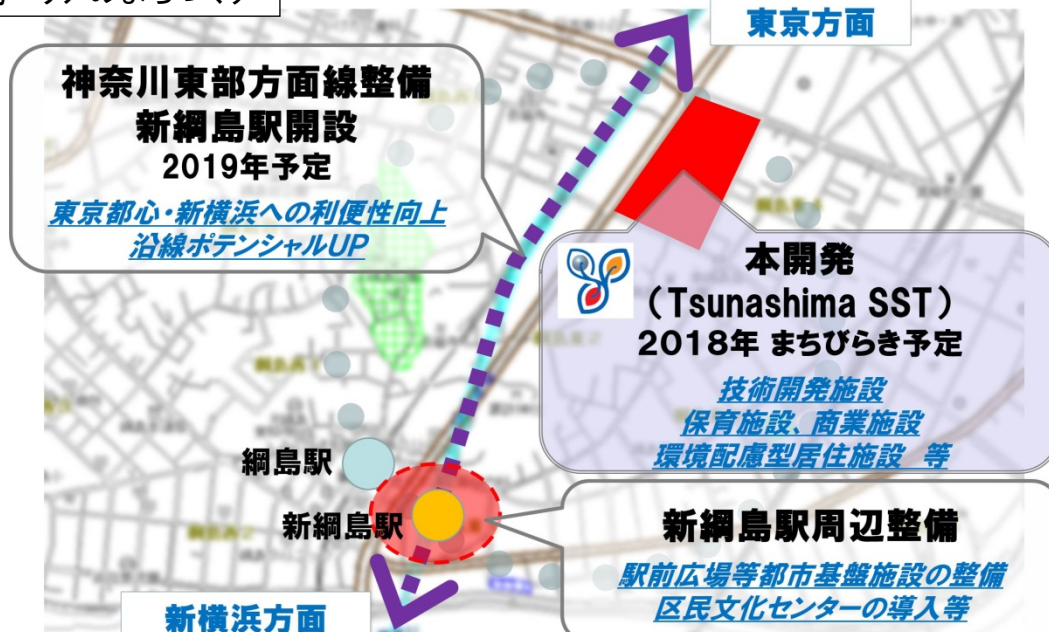 のまちづくり
東京方面
神奈川東部方面線整備
新綱島駅開設
2019年予定
東京都心・新横浜への利便性向上
沿線ポテンシャルUP
本開発
（Tsunashima SST）
2018年 まちびらき予定
技術開発施設
保育施設、商業施設
環境配慮型居住施設 等
綱島駅
新綱島駅
新綱島駅周辺整備
駅前広場等都市基盤施設の整備
区民文化センターの導入等
新横浜方面